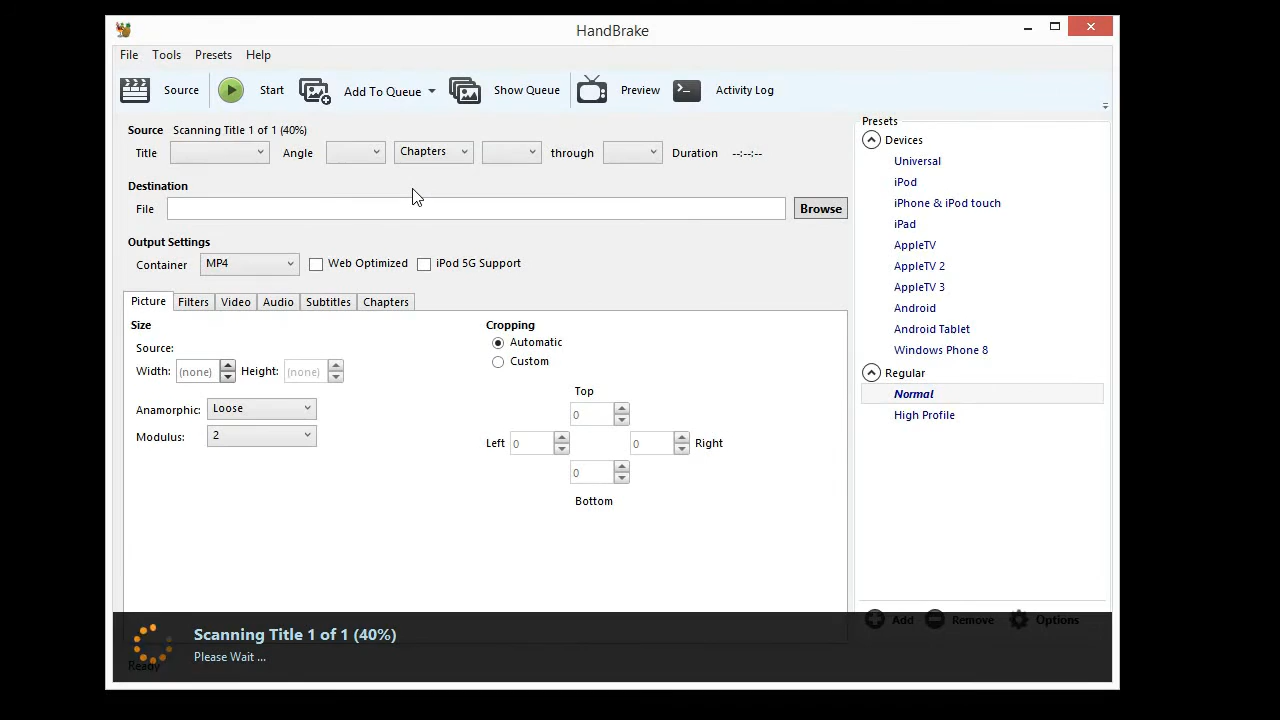 HandBrake
File Tools Presets Help
Source Start Add To Queue Show Queue Preview Activity Log
Source Scanning Title 1 of 1 (40%)
Title Angle Chapters through Duration --:--:--
Destination
File Browse
Output Settings
Container MP4 Web Optimized iPod 5G Support
Picture Filters Video Audio Subtitles Chapters
Size
Source:
Width: (none) Height: (none)
Anamorphic: Loose
Modulus: 2
Cropping
Automatic
Custom
Top
0
Left 0 0 Right
0
Bottom
Presets
Devices
Universal
iPod
iPhone & iPod touch
iPad
AppleTV
AppleTV 2
AppleTV 3
Android
Android Tablet
Windows Phone 8
Regular
Normal
High Profile
Add Remove Options
Scanning Title 1 of 1 (40%)
Please Wait ...
Ready